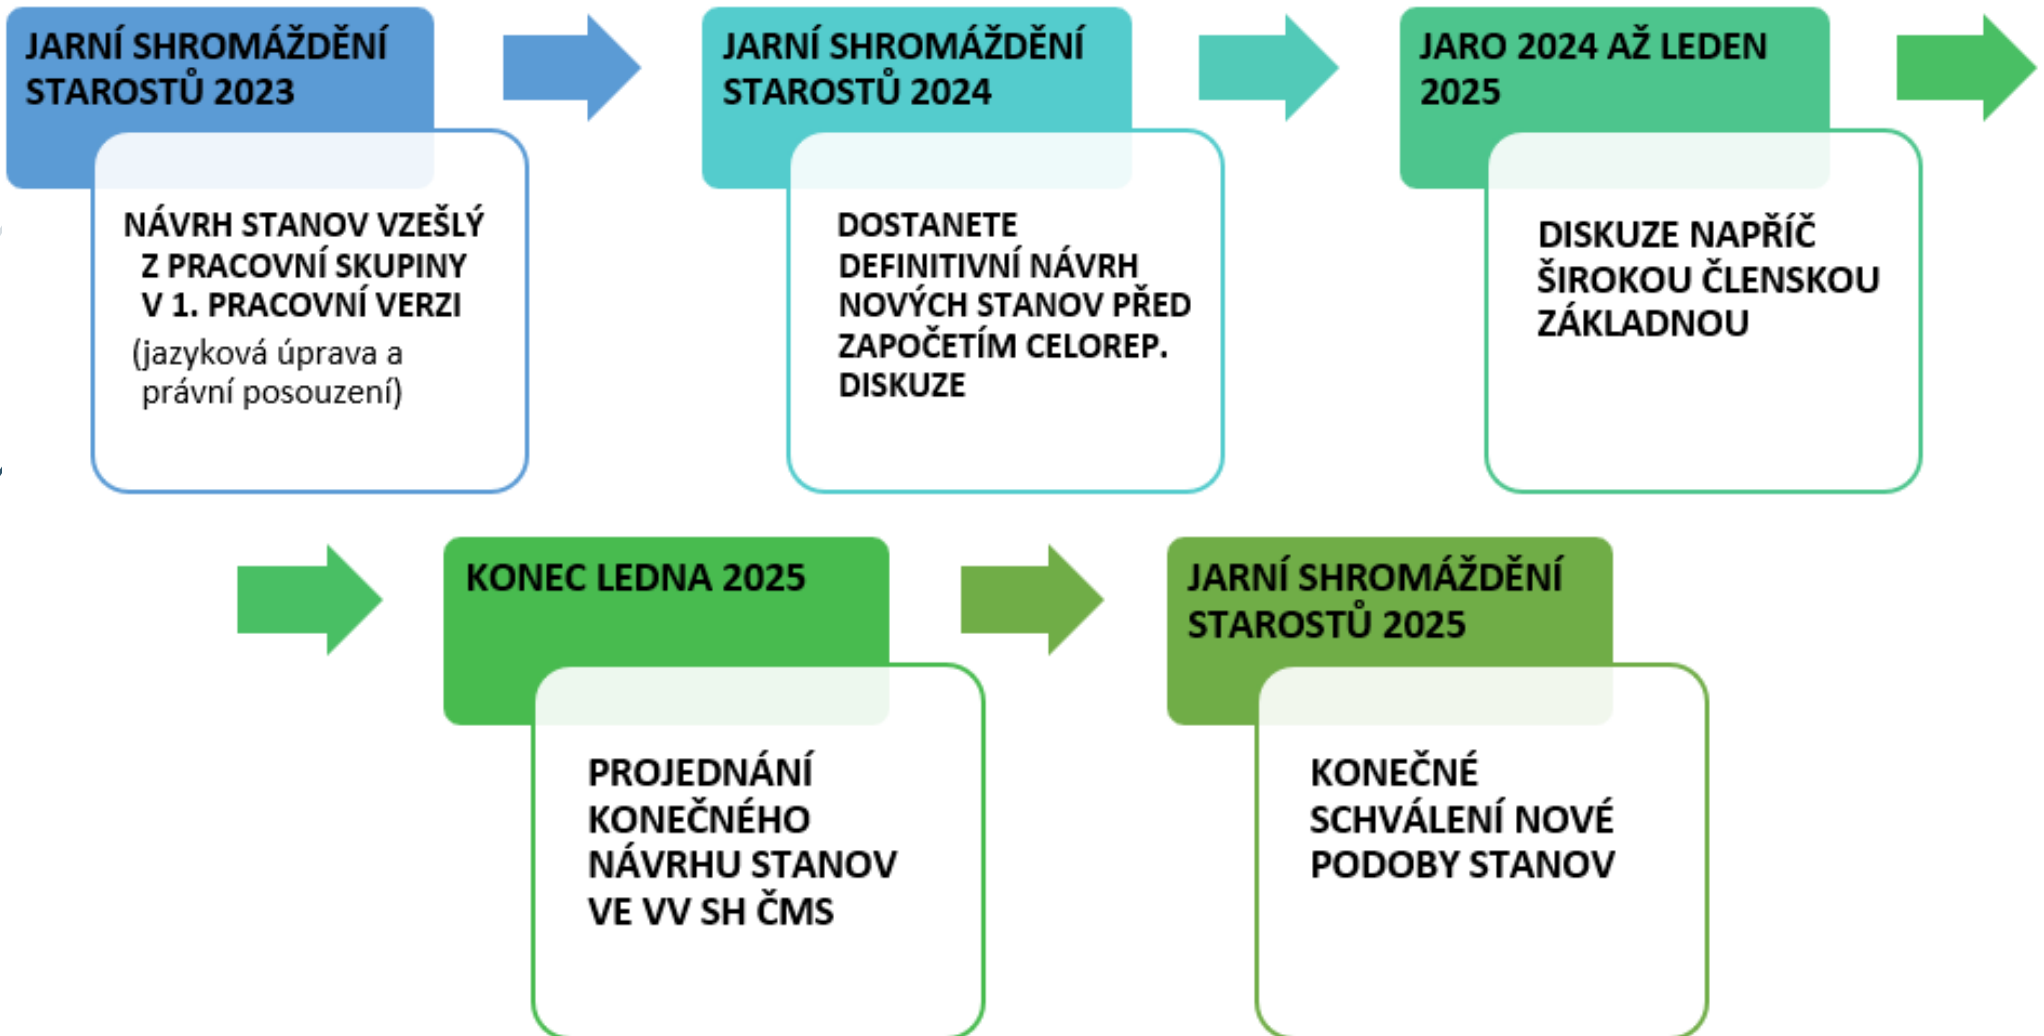 JARNÍ SHROMÁŽDĚNÍ
STAROSTŮ 2023
NÁVRH STANOV VZEŠLÝ
Z PRACOVNÍ SKUPINY
V 1. PRACOVNÍ VERZI
(jazyková úprava a
právní posouzení)
JARNÍ SHROMÁŽDĚNÍ
STAROSTŮ 2024
DOSTANETE
DEFINITIVNÍ NÁVRH
NOVÝCH STANOV PŘED
ZAPOČETÍM CELOREP.
DISKUZE
JARO 2024 AŽ LEDEN
2025
DISKUZE NAPŘÍČ
ŠIROKOU ČLENSKOU
ZÁKLADNOU
KONEC LEDNA 2025
PROJEDNÁNÍ
KONEČNÉHO
NÁVRHU STANOV
VE VV SH ČMS
JARNÍ SHROMÁŽDĚNÍ
STAROSTŮ 2025
KONEČNÉ
SCHVÁLENÍ NOVÉ
PODOBY STANOV